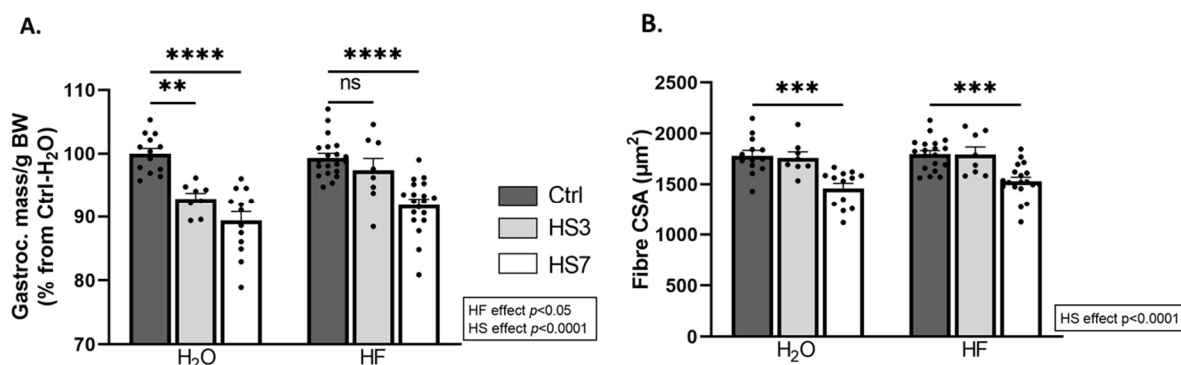 A.
**** ****
** ns
Gastroc. mass/g BW
(% from Ctrl-H₂O)
110
100
90
80
70
H₂O HF
Ctrl
HS3
HS7
HF effect p<0.05
HS effect p<0.0001
B.
*** ***
Fibre CSA (µm²)
2500
2000
1500
1000
500
0
H₂O HF
HS effect p<0.0001